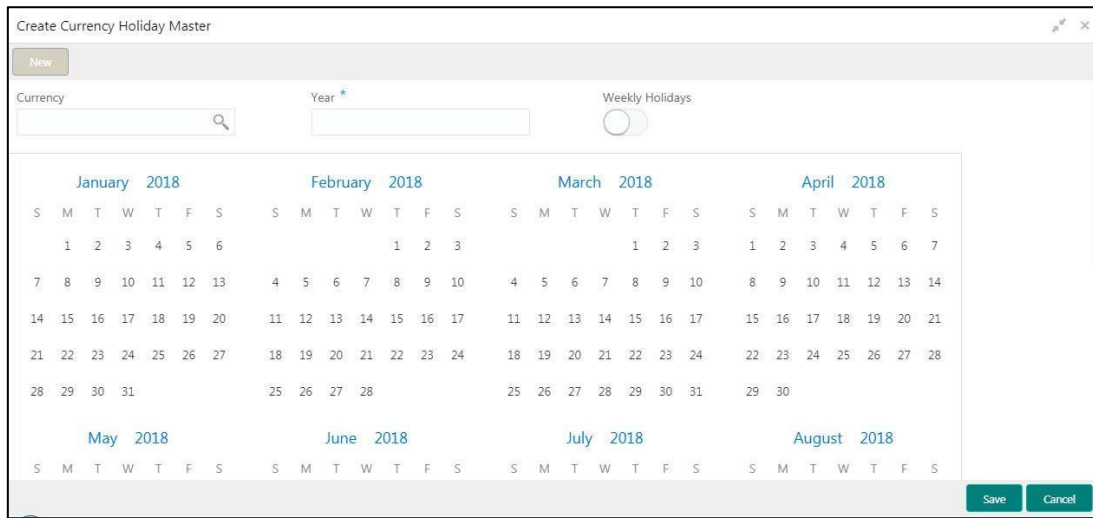 Create Currency Holiday Master
New
Currency Year * Weekly Holidays
January 2018 February 2018 March 2018 April 2018
S M T W T F S S M T W T F S S M T W T F S S M T W T F S
1 2 3 4 5 6 1 2 3 1 2 3 1 2 3 4 5 6 7
7 8 9 10 11 12 13 4 5 6 7 8 9 10 4 5 6 7 8 9 10 8 9 10 11 12 13 14
14 15 16 17 18 19 20 11 12 13 14 15 16 17 11 12 13 14 15 16 17 15 16 17 18 19 20 21
21 22 23 24 25 26 27 18 19 20 21 22 23 24 18 19 20 21 22 23 24 22 23 24 25 26 27 28
28 29 30 31 25 26 27 28 25 26 27 28 29 30 31 29 30
May 2018 June 2018 July 2018 August 2018
S M T W T F S S M T W T F S S M T W T F S S M T W T F S
Save Cancel